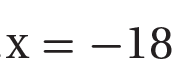 x = −18